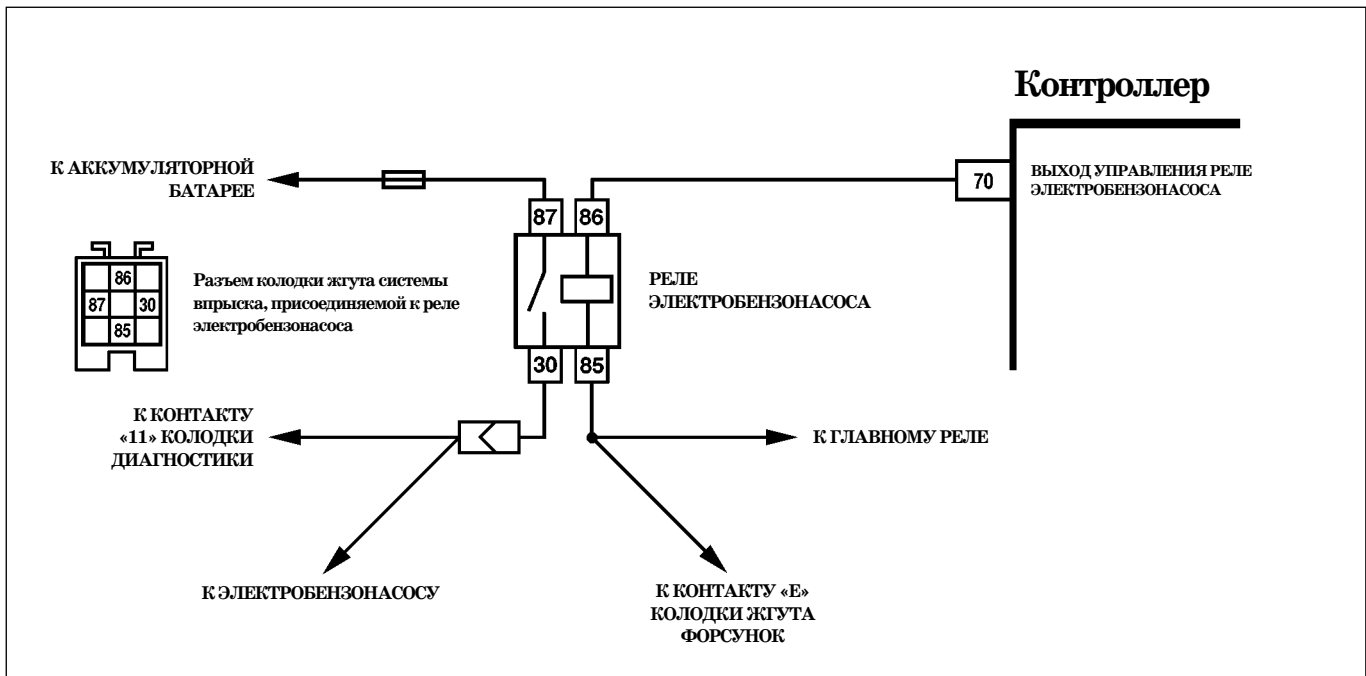 Контроллер
К АККУМУЛЯТОРНОЙ
БАТАРЕЕ
70
ВЫХОД УПРАВЛЕНИЯ РЕЛЕ
ЭЛЕКТРОБЕНЗОНАСОСА
87
86
86
87
30
85
Разъем колодки жгута системы
впрыска, присоединяемой к реле
электробензонасоса
РЕЛЕ
ЭЛЕКТРОБЕНЗОНАСОСА
30
85
К КОНТАКТУ
«11» КОЛОДКИ
ДИАГНОСТИКИ
К ГЛАВНОМУ РЕЛЕ
К ЭЛЕКТРОБЕНЗОНАСОСУ
К КОНТАКТУ «Е»
КОЛОДКИ ЖГУТА
ФОРСУНОК